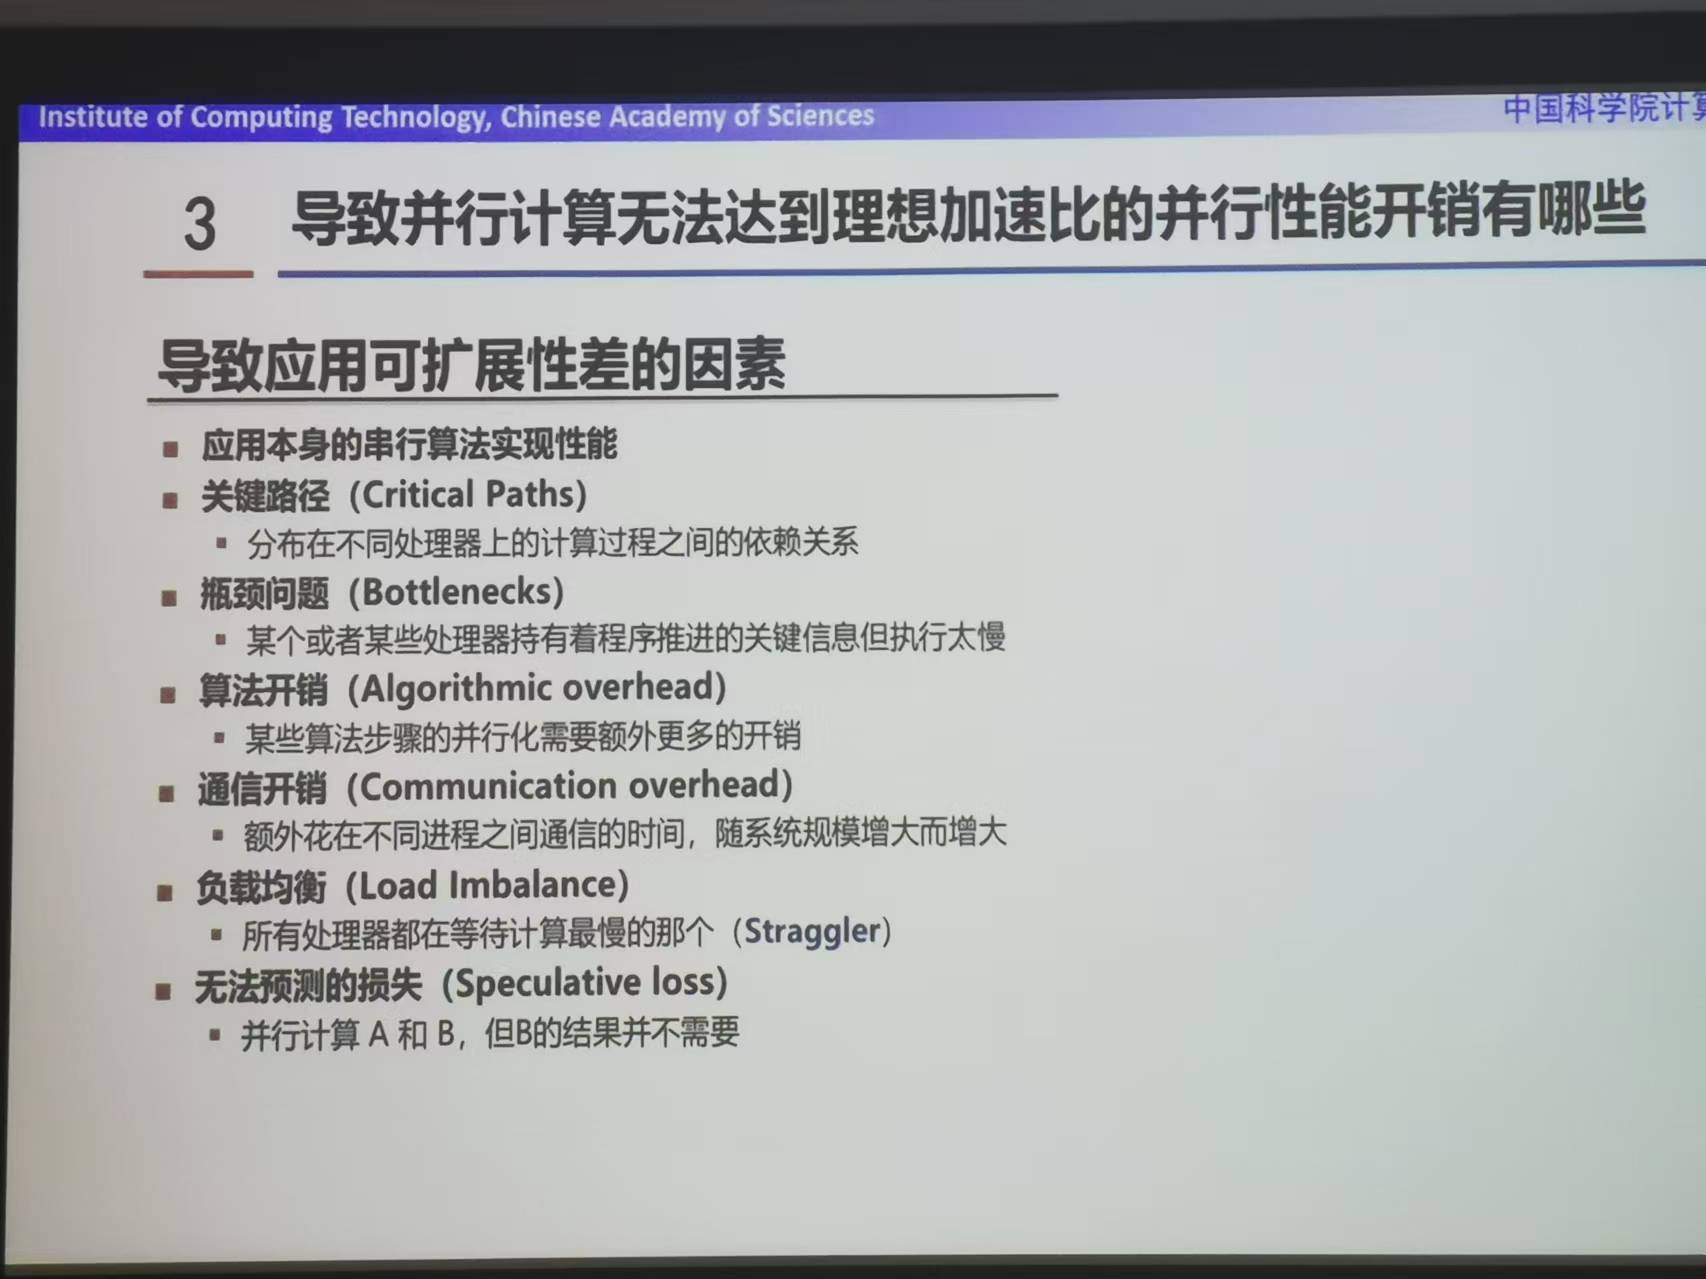 Institute of Computing Technology, Chinese Academy of Sciences
中国科学院计算
3 导致并行计算无法达到理想加速比的并行性能开销有哪些
导致应用可扩展性差的因素
应用本身的串行算法实现性能
关键路径（Critical Paths）
分布在不同处理器上的计算过程之间的依赖关系
瓶颈问题（Bottlenecks）
某个或者某些处理器持有着程序推进的关键信息但执行太慢
算法开销（Algorithmic overhead）
某些算法步骤的并行化需要额外更多的开销
通信开销（Communication overhead）
额外花在不同进程之间通信的时间，随系统规模增大而增大
负载均衡（Load Imbalance）
所有处理器都在等待计算最慢的那个（Straggler）
无法预测的损失（Speculative loss）
并行计算 A 和 B，但B的结果并不需要